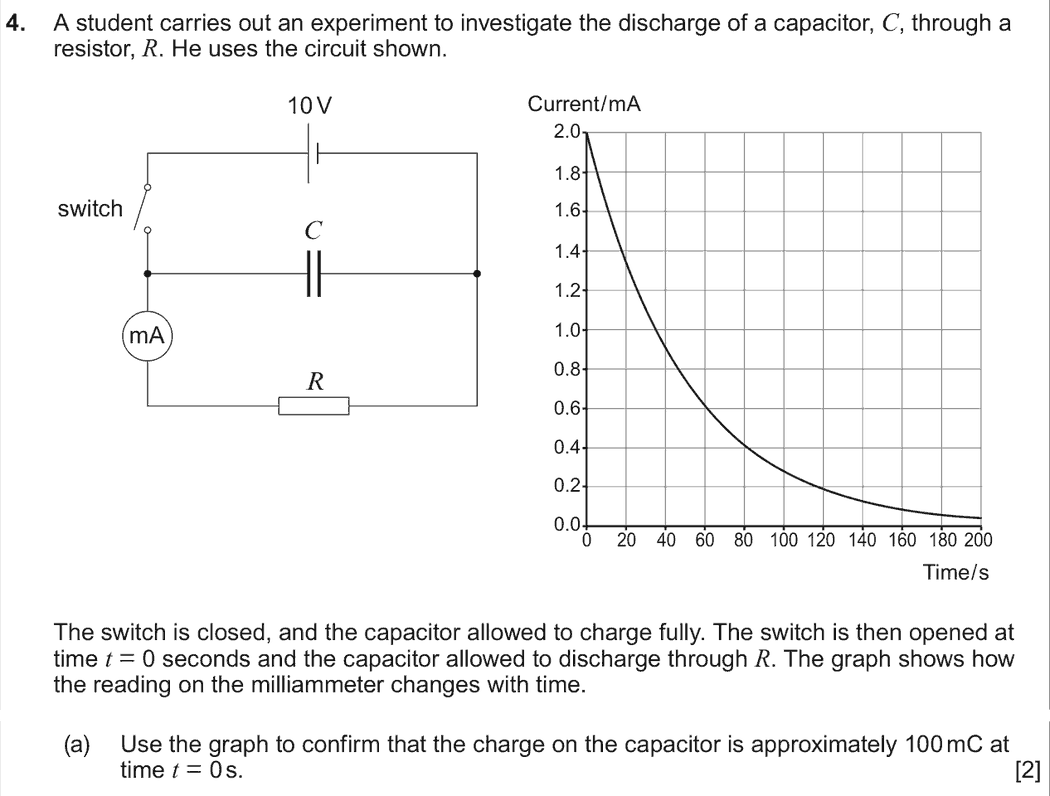 4. A student carries out an experiment to investigate the discharge of a capacitor, C, through a
resistor, R. He uses the circuit shown.
10 V
switch
C
mA
R
Current/mA
2.0
1.8
1.6
1.4
1.2
1.0
0.8
0.6
0.4
0.2
0.0
0 20 40 60 80 100 120 140 160 180 200
Time/s
The switch is closed, and the capacitor allowed to charge fully. The switch is then opened at
time t = 0 seconds and the capacitor allowed to discharge through R. The graph shows how
the reading on the milliammeter changes with time.
(a) Use the graph to confirm that the charge on the capacitor is approximately 100 mC at
time t = 0 s.
[2]